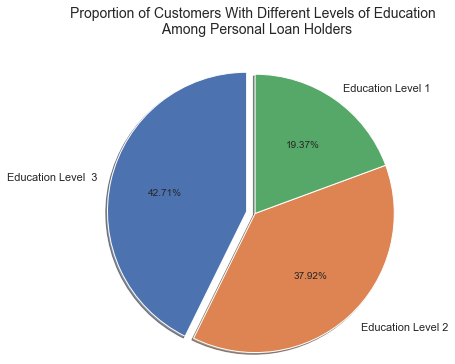 Proportion of Customers With Different Levels of Education
Among Personal Loan Holders
Education Level 1
19.37%
Education Level  3
42.71%
37.92%
Education Level 2